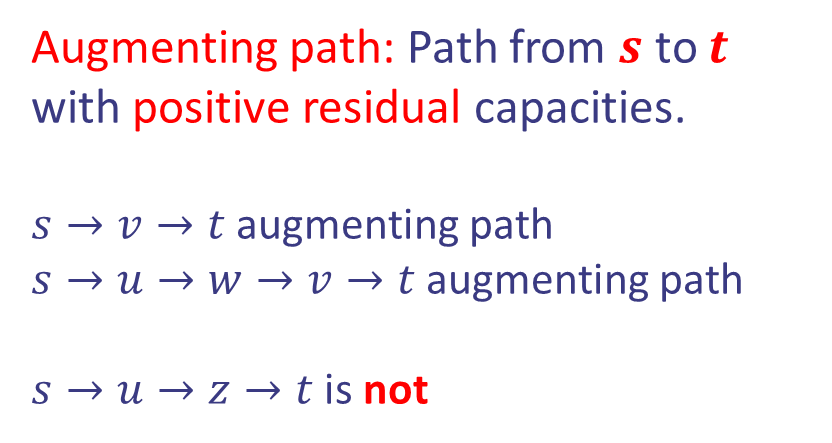 Augmenting path: Path from s to t
with positive residual capacities.
s → v → t augmenting path
s → u → w → v → t augmenting path
s → u → z → t is not